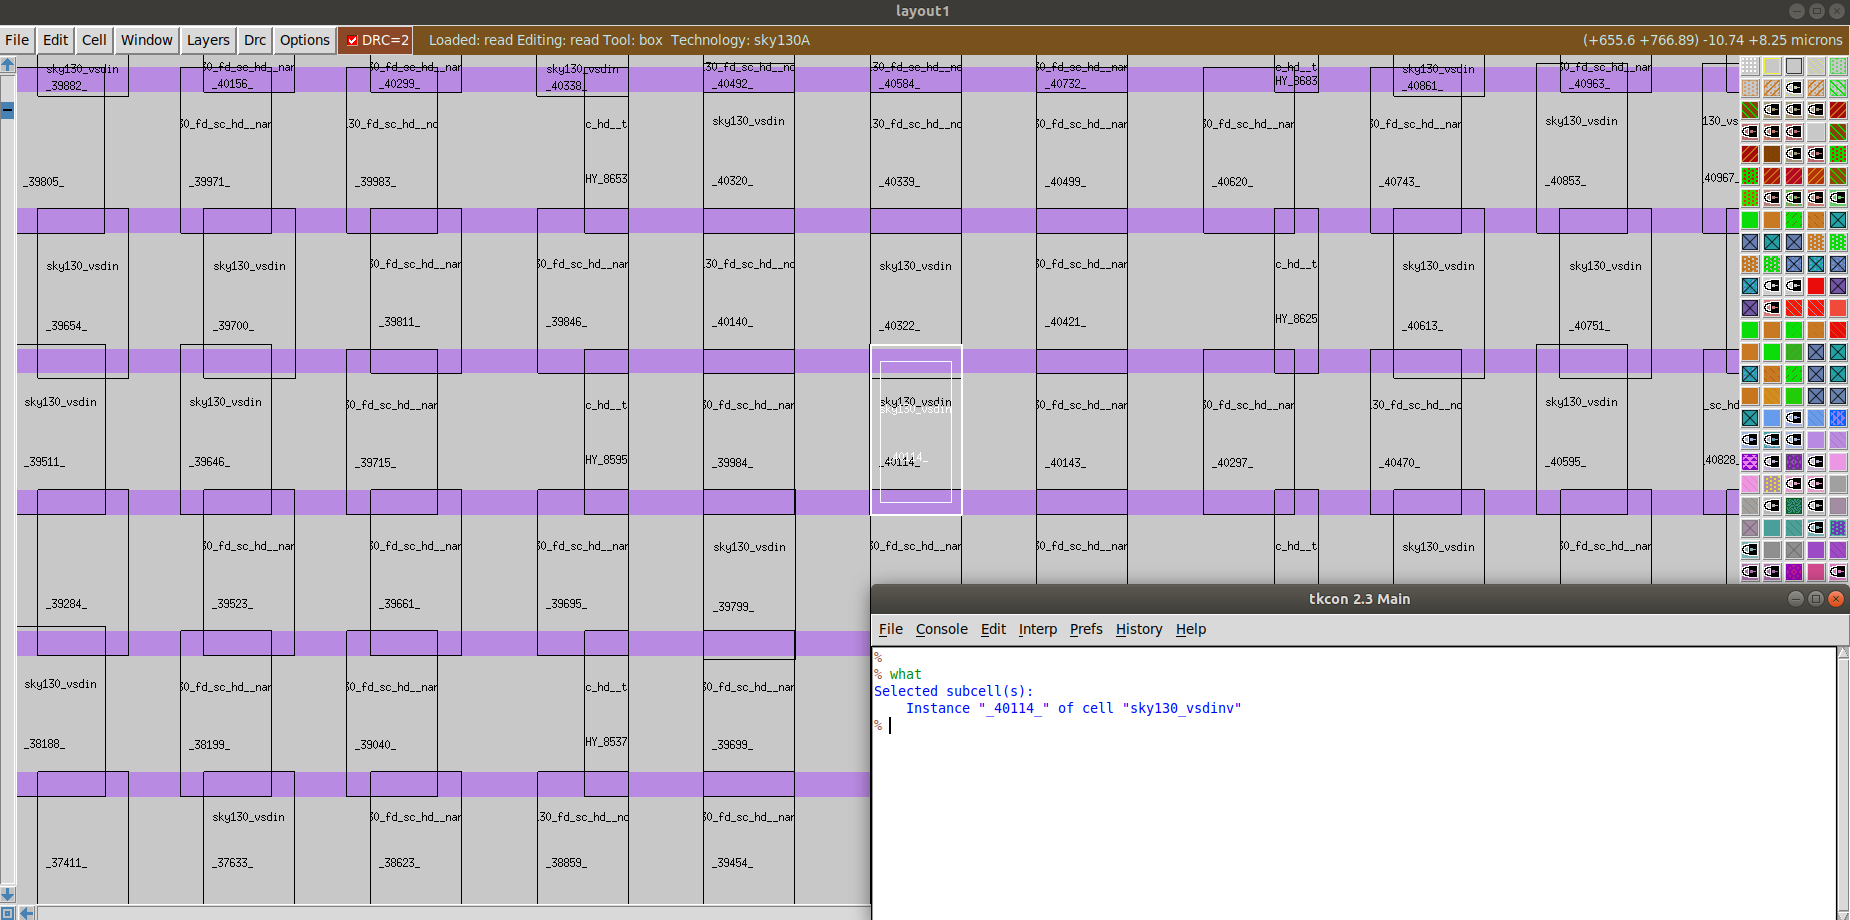 layout1
File Edit Cell Window Layers Drc Options DRC=2 Loaded: read Editing: read Tool: box Technology: sky130A (+655.6 +766.89) -10.74 +8.25 microns
sky130_vsdin 30_fd_sc_hd__nar 30_fd_sc_hd__nar sky130_vsdin 130_fd_sc_hd__nc .30_fd_sc_hd__nc 30_fd_sc_hd__nar c_hd__t sky130_vsdin 30_fd_sc_hd__nar
_39882_ _40156_ _40299_ _40338_ _40492_ _40584_ _40732_ HY_8683 _40861_ _40963_
30_fd_sc_hd__nar .30_fd_sc_hd__nc c_hd__t sky130_vsdin .30_fd_sc_hd__nc 30_fd_sc_hd__nar 30_fd_sc_hd__nar 30_fd_sc_hd__nar sky130_vsdin 130_vs
_39805_ _39971_ _39983_ HY_8653 _40320_ _40339_ _40499_ _40620_ _40743_ _40853_ _40967_
sky130_vsdin sky130_vsdin 30_fd_sc_hd__nar 30_fd_sc_hd__nar .30_fd_sc_hd__nc sky130_vsdin 30_fd_sc_hd__nar c_hd__t sky130_vsdin sky130_vsdin
_39654_ _39700_ _39811_ _39846_ _40140_ _40322_ _40421_ HY_8625 _40613_ _40751_
sky130_vsdin sky130_vsdin 30_fd_sc_hd__nar c_hd__t 30_fd_sc_hd__nar sky130_vsdin 30_fd_sc_hd__nar 30_fd_sc_hd__nar .30_fd_sc_hd__nc sky130_vsdin _sc_hd
sky130_vsdin
_39511_ _39646_ _39715_ HY_8595 _39984_ _40114_ _40143_ _40297_ _40470_ _40595_ _40828_
_40114_
30_fd_sc_hd__nar 30_fd_sc_hd__nar 30_fd_sc_hd__nar sky130_vsdin 30_fd_sc_hd__nar 30_fd_sc_hd__nar c_hd__t sky130_vsdin 30_fd_sc_hd__nar
_39284_ _39523_ _39661_ _39695_ _39799_
sky130_vsdin 30_fd_sc_hd__nar 30_fd_sc_hd__nar c_hd__t 30_fd_sc_hd__nar
_38188_ _38199_ _39040_ HY_8537 _39699_
sky130_vsdin 30_fd_sc_hd__nar .30_fd_sc_hd__nc 30_fd_sc_hd__nar
_37411_ _37633_ _38623_ _38859_ _39454_
tkcon 2.3 Main
File Console Edit Interp Prefs History Help
%
% what
Selected subcell(s):
Instance "_40114_" of cell "sky130_vsdinv"
%